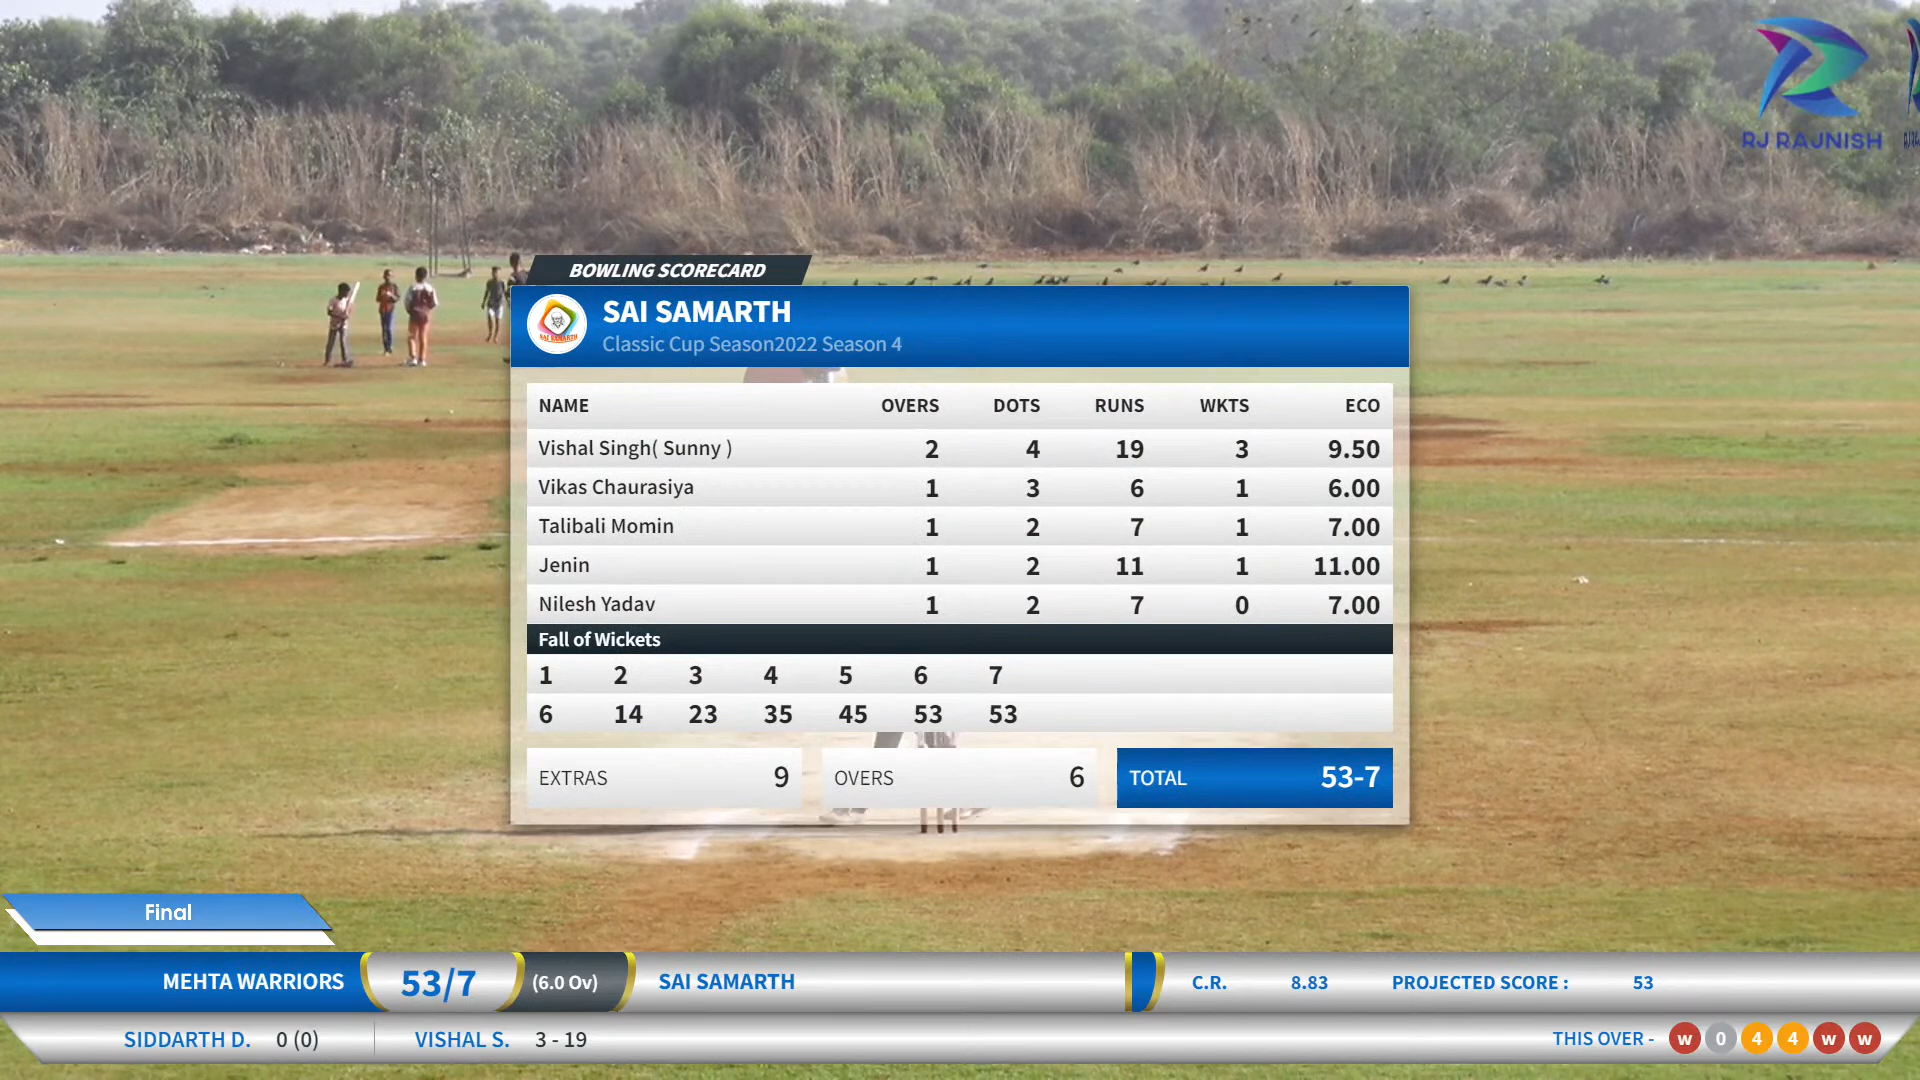 RJ RAJNISH
BOWLING SCORECARD
SAI SAMARTH
Classic Cup Season2022 Season 4
NAME OVERS DOTS RUNS WKTS ECO
Vishal Singh( Sunny ) 2 4 19 3 9.50
Vikas Chaurasiya 1 3 6 1 6.00
Talibali Momin 1 2 7 1 7.00
Jenin 1 2 11 1 11.00
Nilesh Yadav 1 2 7 0 7.00
Fall of Wickets
1 2 3 4 5 6 7
6 14 23 35 45 53 53
EXTRAS 9 OVERS 6 TOTAL 53-7
Final
MEHTA WARRIORS 53/7 (6.0 Ov) SAI SAMARTH C.R. 8.83 PROJECTED SCORE : 53
SIDDARTH D. 0 (0) VISHAL S. 3 - 19 THIS OVER - w 0 4 4 w w